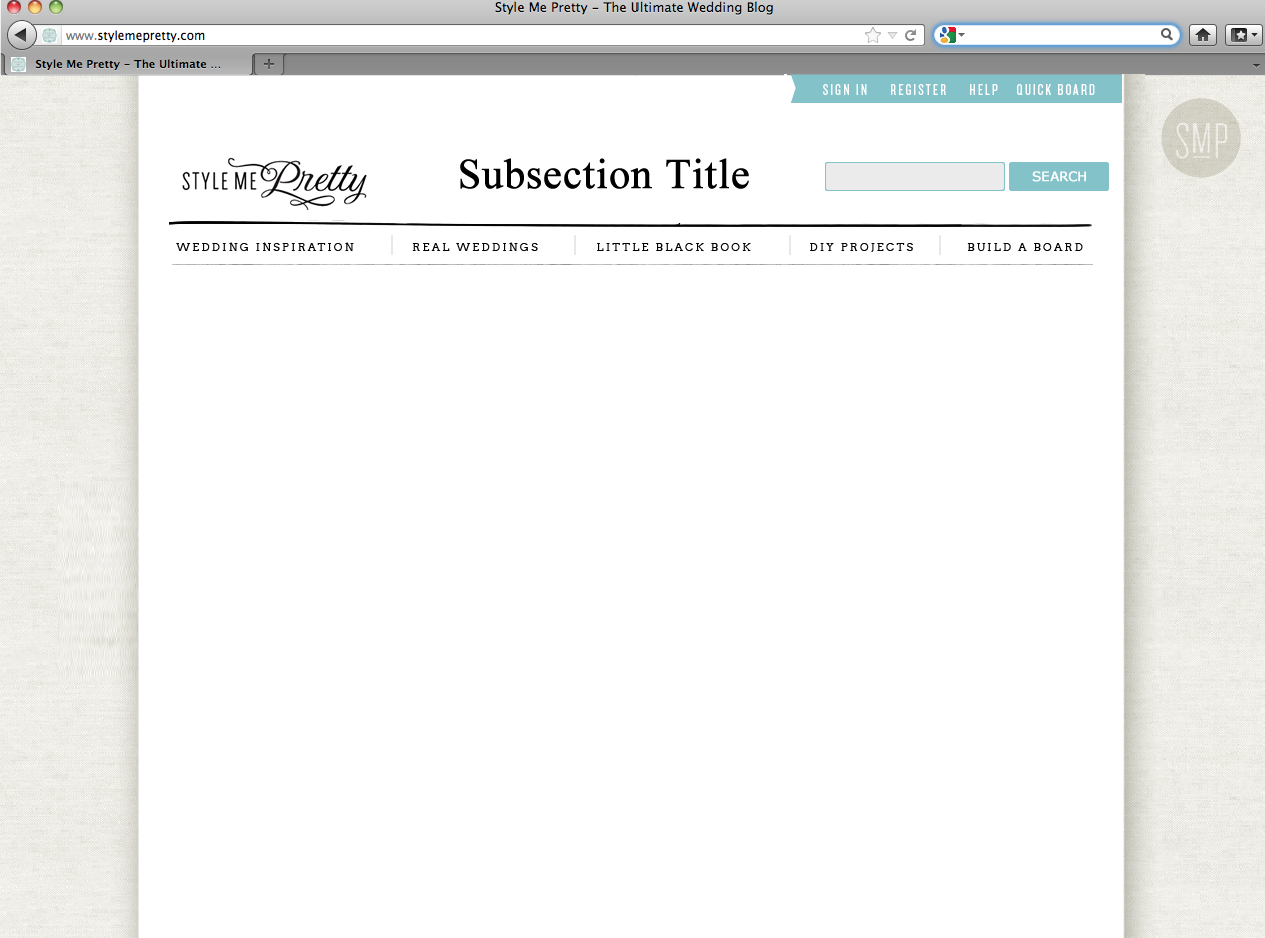 Style Me Pretty – The Ultimate Wedding Blog
www.stylemepretty.com
Style Me Pretty – The Ultimate ...
SIGN IN REGISTER HELP QUICK BOARD
SMP
STYLE ME Pretty
Subsection Title
SEARCH
WEDDING INSPIRATION REAL WEDDINGS LITTLE BLACK BOOK DIY PROJECTS BUILD A BOARD